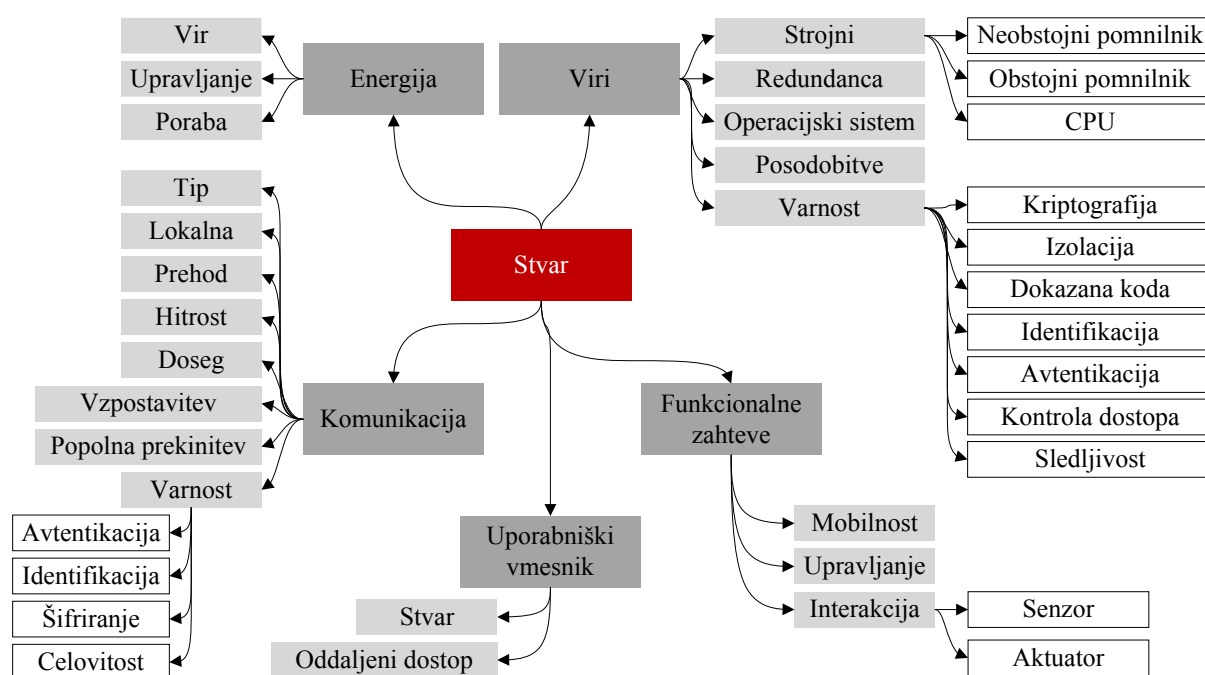 Vir
Upravljanje
Poraba
Energija
Viri
Strojni
Redundanca
Operacijski sistem
Posodobitve
Varnost
Neobstojni pomnilnik
Obstojni pomnilnik
CPU
Kriptografija
Izolacija
Dokazana koda
Identifikacija
Avtentikacija
Kontrola dostopa
Sledljivost
Stvar
Tip
Lokalna
Prehod
Hitrost
Doseg
Vzpostavitev
Popolna prekinitev
Varnost
Komunikacija
Avtentikacija
Identifikacija
Šifriranje
Celovitost
Uporabniški
vmesnik
Stvar
Oddaljeni dostop
Funkcionalne
zahteve
Mobilnost
Upravljanje
Interakcija
Senzor
Aktuator